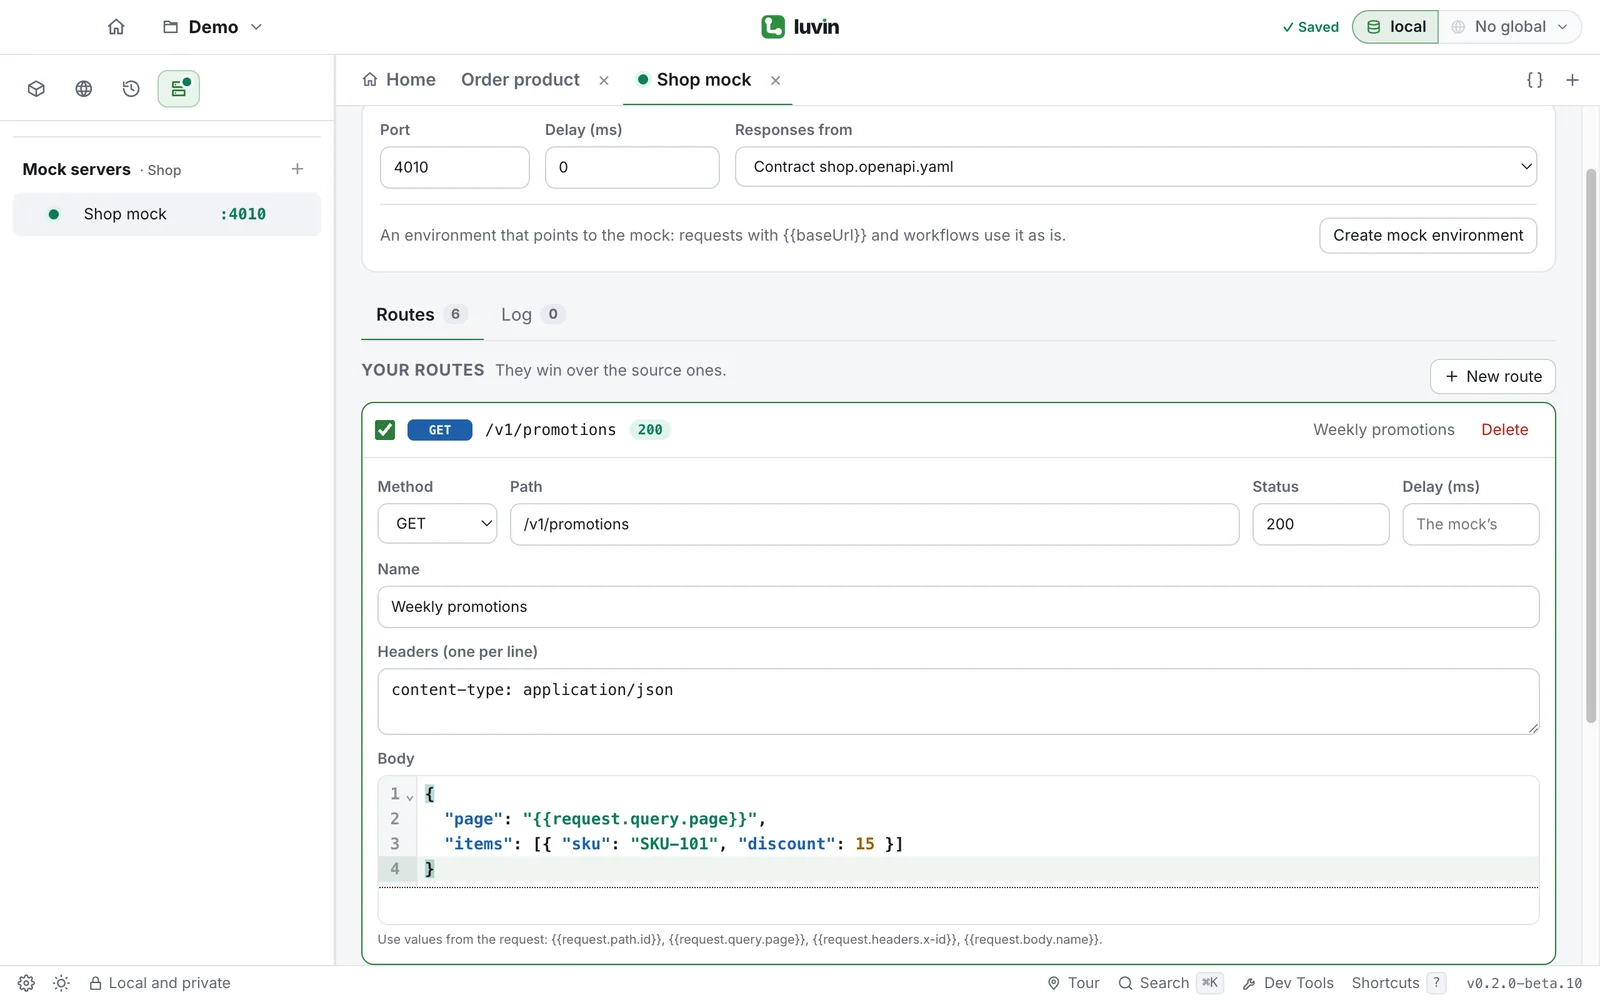 Demo
luvin
Saved
local
No global
Home
Order product
Shop mock
{}
Mock servers · Shop
Shop mock :4010
Port
Delay (ms)
Responses from
4010
0
Contract shop.openapi.yaml
An environment that points to the mock: requests with {{baseUrl}} and workflows use it as is.
Create mock environment
Routes 6
Log 0
YOUR ROUTES They win over the source ones.
+ New route
GET /v1/promotions 200
Weekly promotions
Delete
Method
Path
Status
Delay (ms)
GET
/v1/promotions
200
The mock’s
Name
Weekly promotions
Headers (one per line)
content-type: application/json
Body
1 {
2 "page": "{{request.query.page}}",
3 "items": [{ "sku": "SKU-101", "discount": 15 }]
4 }
Use values from the request: {{request.path.id}}, {{request.query.page}}, {{request.headers.x-id}}, {{request.body.name}}.
Local and private
Tour
Search ⌘K
Dev Tools
Shortcuts ?
v0.2.0-beta.10